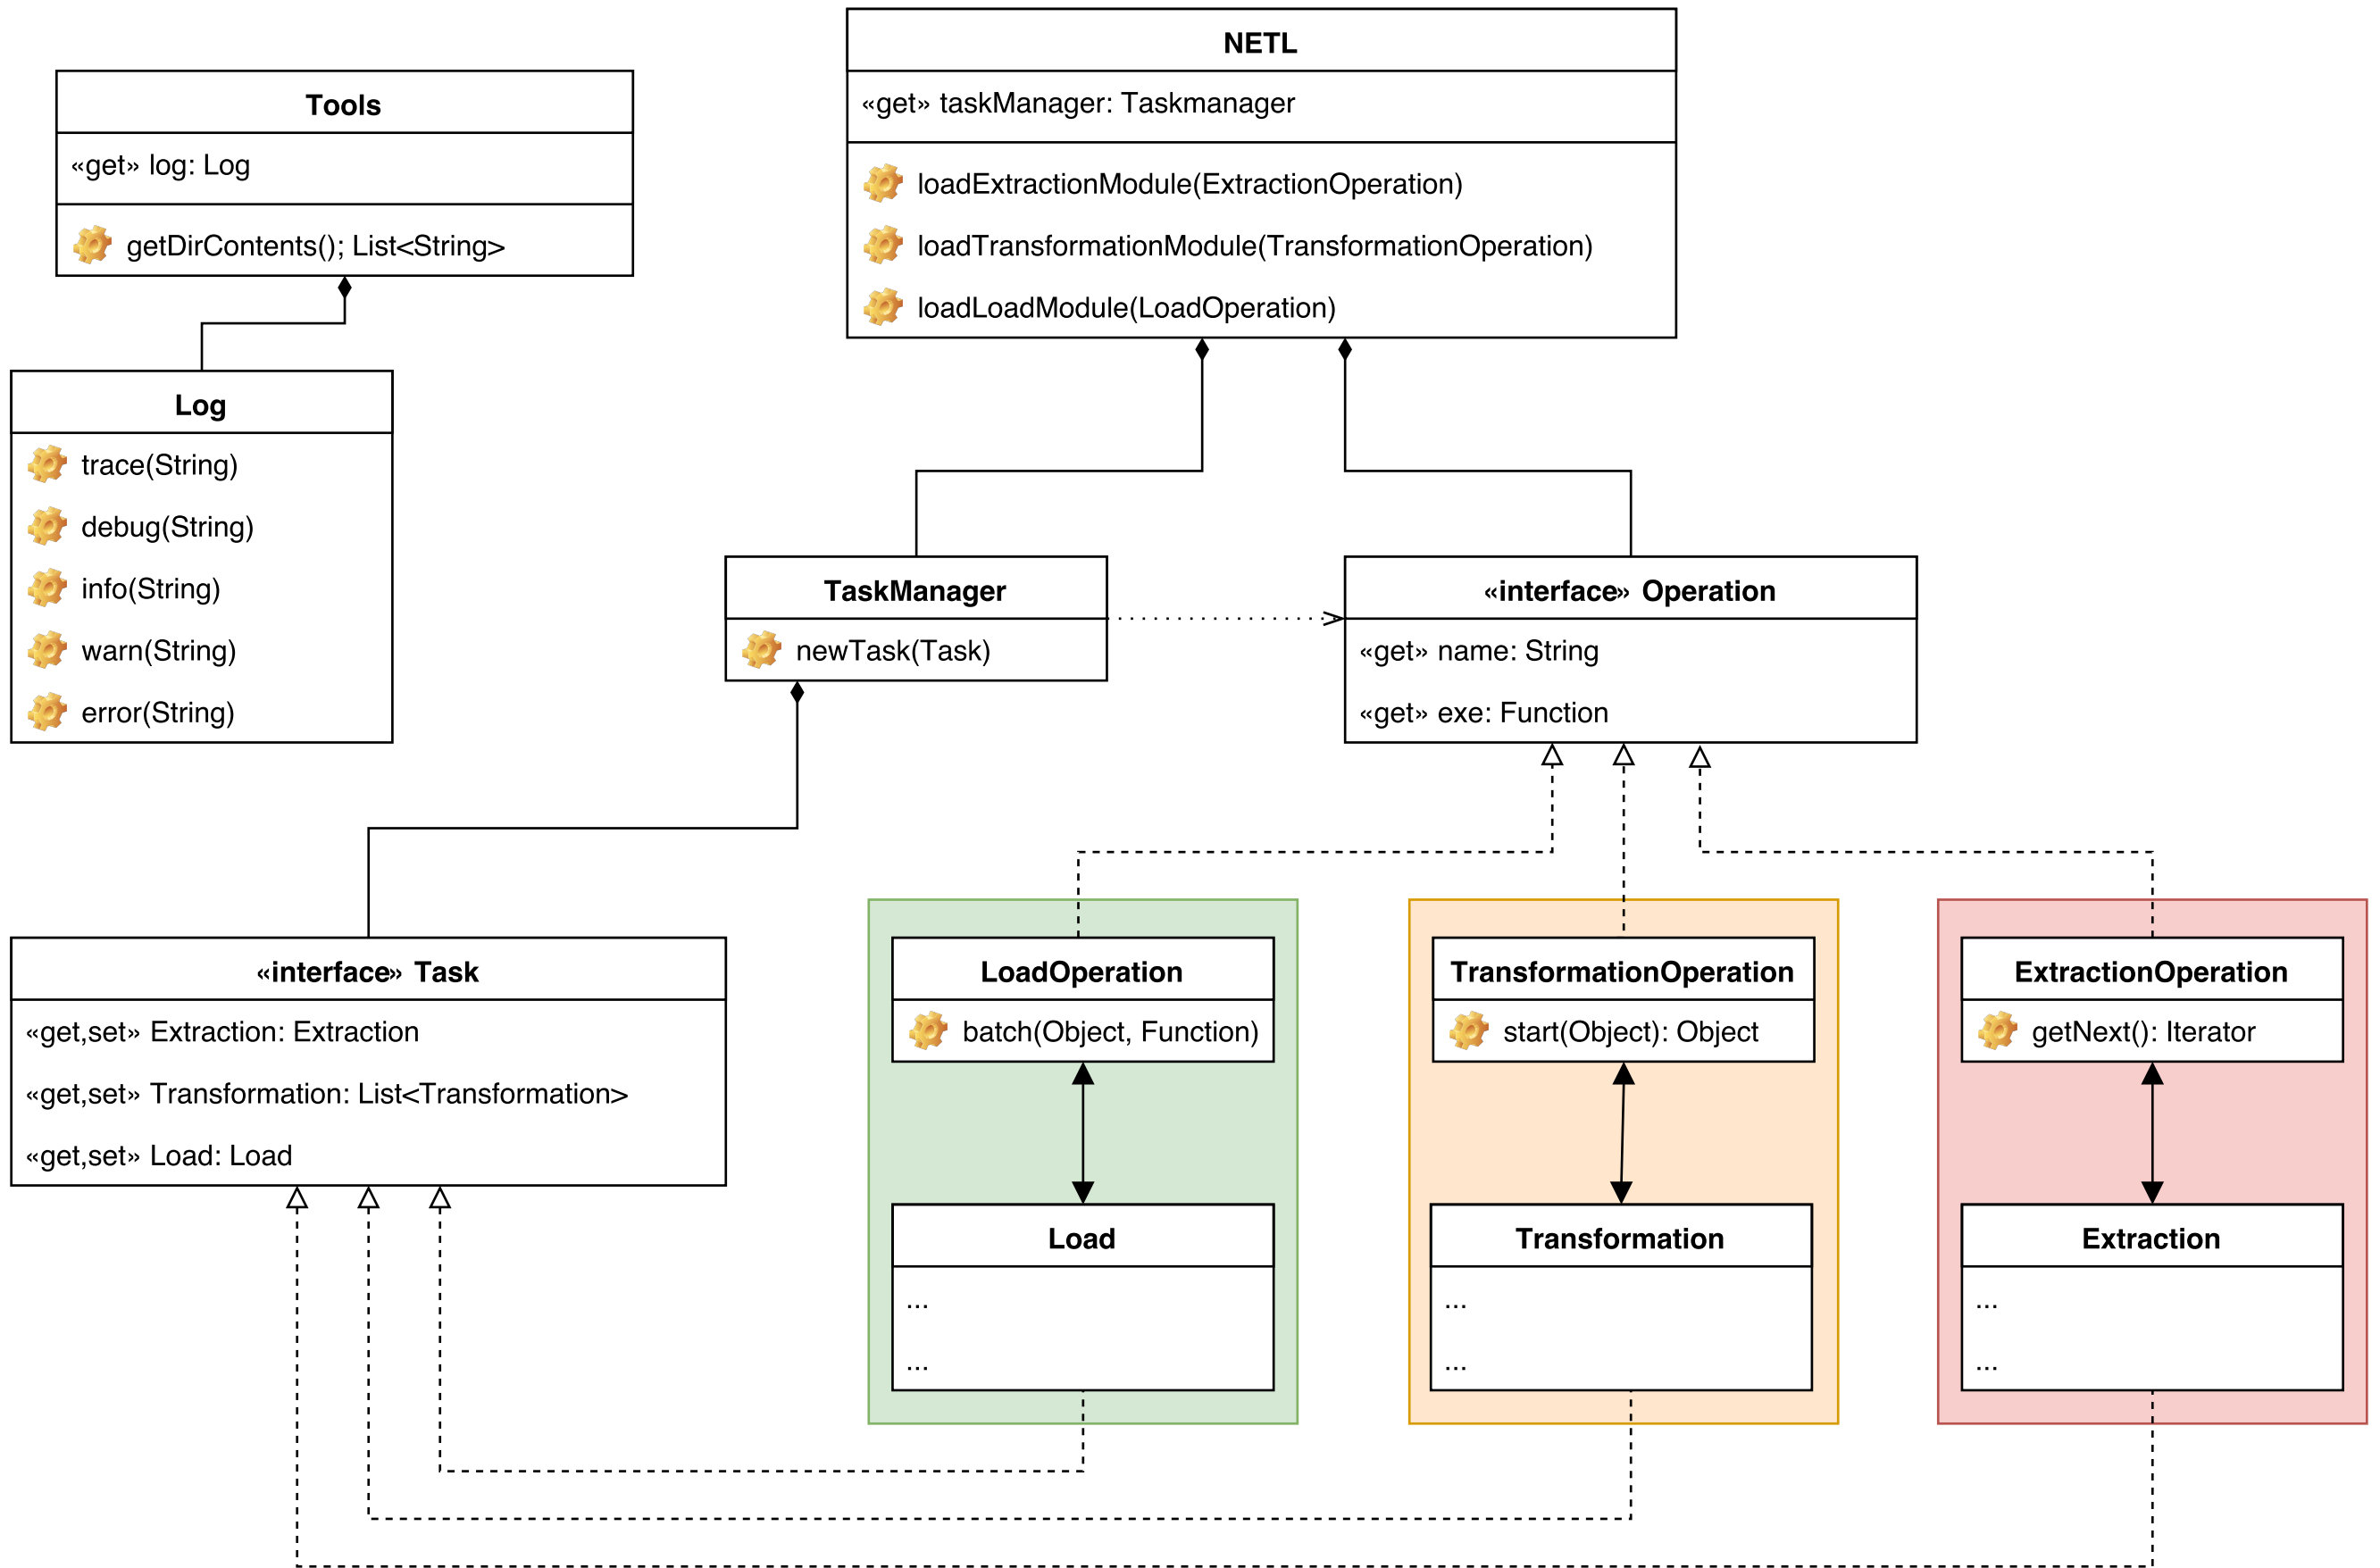 NETL
«get» taskManager: Taskmanager
loadExtractionModule(ExtractionOperation)
loadTransformationModule(TransformationOperation)
loadLoadModule(LoadOperation)
Tools
«get» log: Log
getDirContents(); List<String>
Log
trace(String)
debug(String)
info(String)
warn(String)
error(String)
TaskManager
newTask(Task)
«interface» Operation
«get» name: String
«get» exe: Function
«interface» Task
«get,set» Extraction: Extraction
«get,set» Transformation: List<Transformation>
«get,set» Load: Load
LoadOperation
batch(Object, Function)
TransformationOperation
start(Object): Object
ExtractionOperation
getNext(): Iterator
Load
...
...
Transformation
...
...
Extraction
...
...